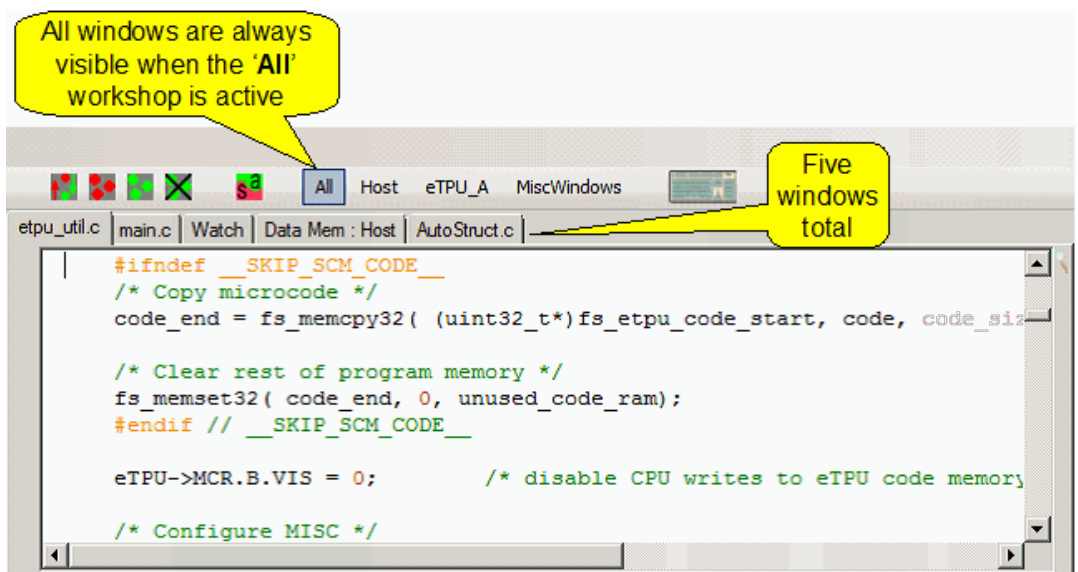 All windows are always
visible when the ‘All’
workshop is active
Five
windows
total
sa
All Host eTPU_A MiscWindows
etpu_util.c main.c Watch Data Mem : Host AutoStruct.c
#ifndef __SKIP_SCM_CODE__
/* Copy microcode */
code_end = fs_memcpy32( (uint32_t*)fs_etpu_code_start, code, code_siz
/* Clear rest of program memory */
fs_memset32( code_end, 0, unused_code_ram);
#endif // __SKIP_SCM_CODE__
eTPU->MCR.B.VIS = 0; /* disable CPU writes to eTPU code memory
/* Configure MISC */